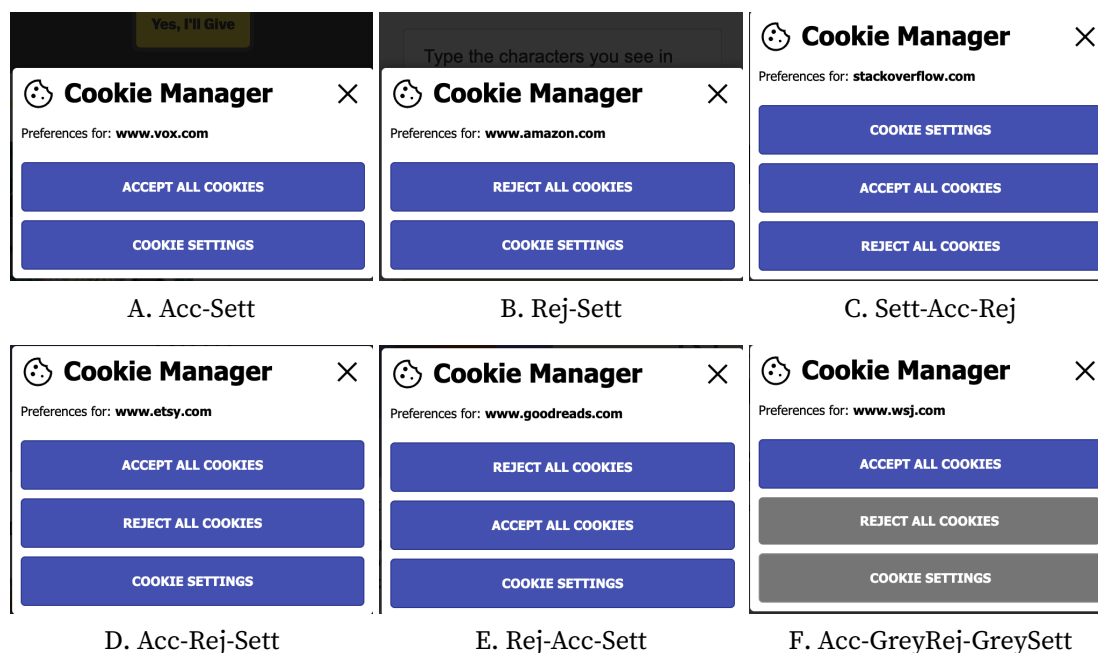 Yes, I'll Give
Cookie Manager
Preferences for: www.vox.com
ACCEPT ALL COOKIES
COOKIE SETTINGS
A. Acc-Sett
Type the characters you see in
Cookie Manager
Preferences for: www.amazon.com
REJECT ALL COOKIES
COOKIE SETTINGS
B. Rej-Sett
Cookie Manager
Preferences for: stackoverflow.com
COOKIE SETTINGS
ACCEPT ALL COOKIES
REJECT ALL COOKIES
C. Sett-Acc-Rej
Cookie Manager
Preferences for: www.etsy.com
ACCEPT ALL COOKIES
REJECT ALL COOKIES
COOKIE SETTINGS
D. Acc-Rej-Sett
Cookie Manager
Preferences for: www.goodreads.com
REJECT ALL COOKIES
ACCEPT ALL COOKIES
COOKIE SETTINGS
E. Rej-Acc-Sett
Cookie Manager
Preferences for: www.wsj.com
ACCEPT ALL COOKIES
REJECT ALL COOKIES
COOKIE SETTINGS
F. Acc-GreyRej-GreySett